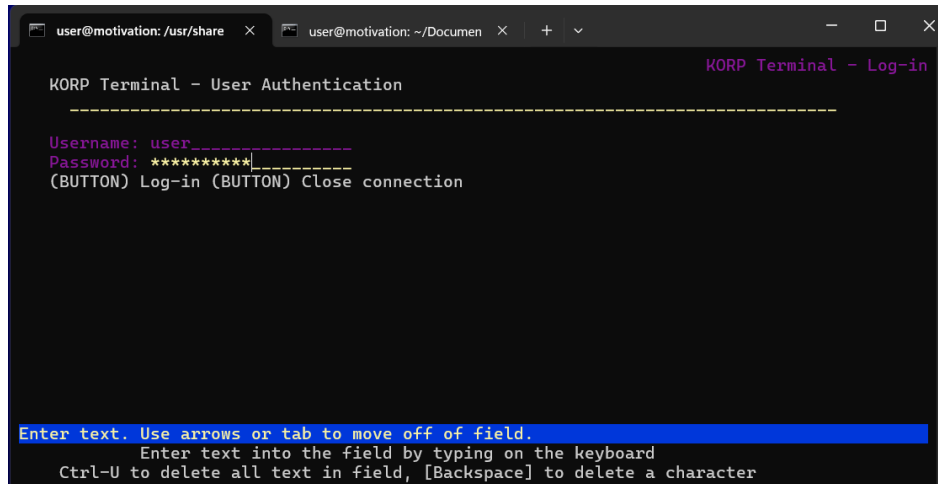 user@motivation: /usr/share × user@motivation: ~/Documen × + ⌄ − □ ×
KORP Terminal - Log-in
KORP Terminal - User Authentication
____________________________________________________________________________
Username: user________________
Password: **********__________
(BUTTON) Log-in (BUTTON) Close connection
Enter text. Use arrows or tab to move off of field.
Enter text into the field by typing on the keyboard
Ctrl-U to delete all text in field, [Backspace] to delete a character